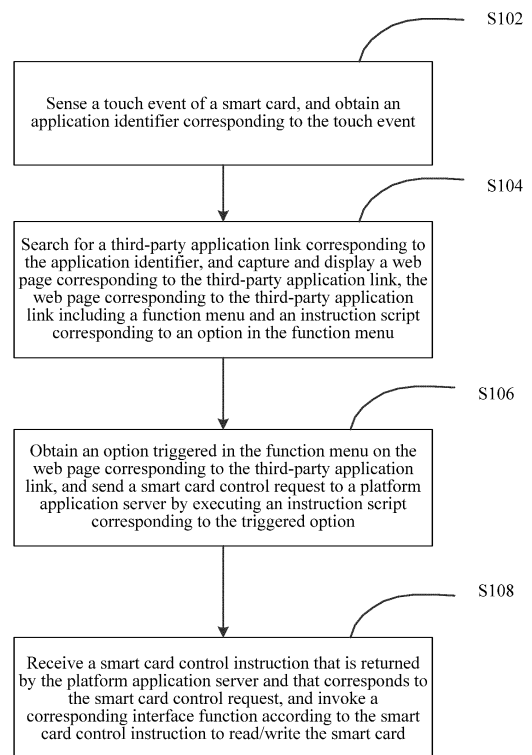 S102
Sense a touch event of a smart card, and obtain an
application identifier corresponding to the touch event
S104
Search for a third-party application link corresponding to
the application identifier, and capture and display a web
page corresponding to the third-party application link, the
web page corresponding to the third-party application
link including a function menu and an instruction script
corresponding to an option in the function menu
S106
Obtain an option triggered in the function menu on the
web page corresponding to the third-party application
link, and send a smart card control request to a platform
application server by executing an instruction script
corresponding to the triggered option
S108
Receive a smart card control instruction that is returned
by the platform application server and that corresponds to
the smart card control request, and invoke a
corresponding interface function according to the smart
card control instruction to read/write the smart card